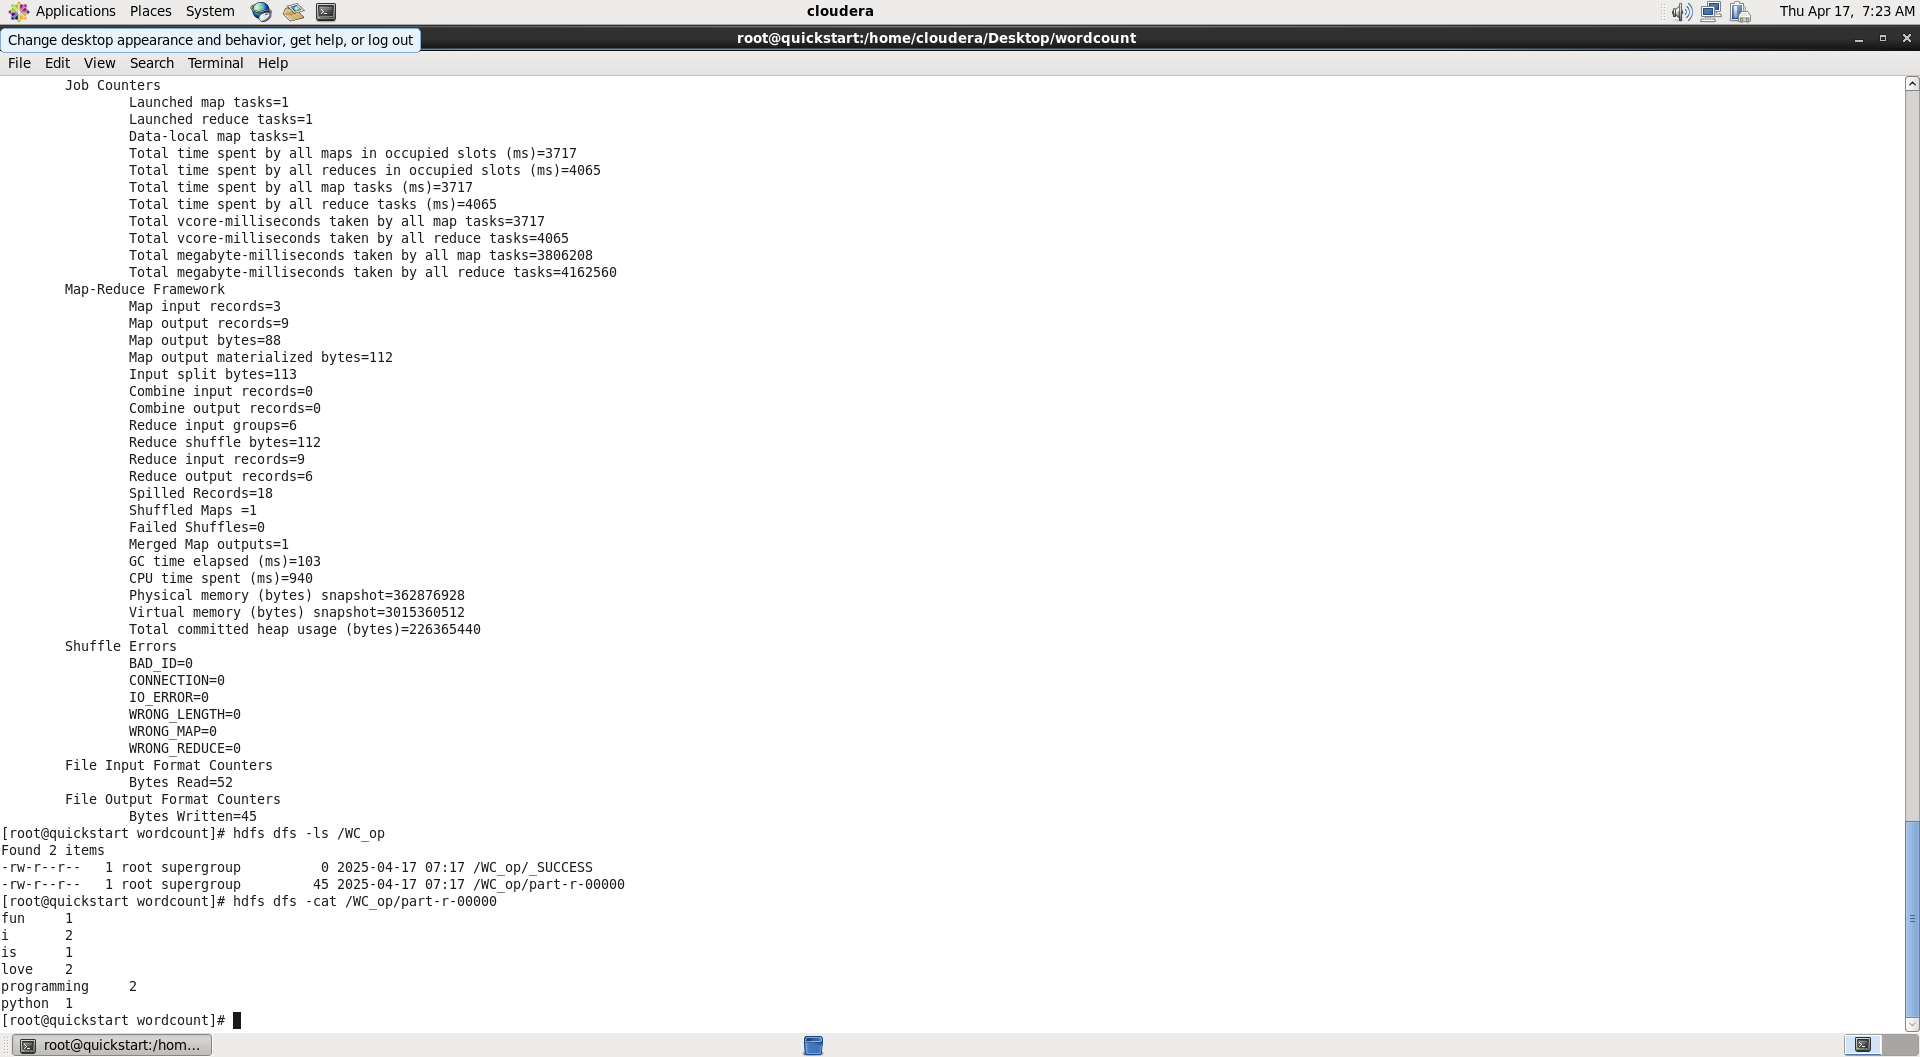 Applications Places System cloudera Thu Apr 17, 7:23 AM
Change desktop appearance and behavior, get help, or log out root@quickstart:/home/cloudera/Desktop/wordcount
File Edit View Search Terminal Help
Job Counters
Launched map tasks=1
Launched reduce tasks=1
Data-local map tasks=1
Total time spent by all maps in occupied slots (ms)=3717
Total time spent by all reduces in occupied slots (ms)=4065
Total time spent by all map tasks (ms)=3717
Total time spent by all reduce tasks (ms)=4065
Total vcore-milliseconds taken by all map tasks=3717
Total vcore-milliseconds taken by all reduce tasks=4065
Total megabyte-milliseconds taken by all map tasks=3806208
Total megabyte-milliseconds taken by all reduce tasks=4162560
Map-Reduce Framework
Map input records=3
Map output records=9
Map output bytes=88
Map output materialized bytes=112
Input split bytes=113
Combine input records=0
Combine output records=0
Reduce input groups=6
Reduce shuffle bytes=112
Reduce input records=9
Reduce output records=6
Spilled Records=18
Shuffled Maps =1
Failed Shuffles=0
Merged Map outputs=1
GC time elapsed (ms)=103
CPU time spent (ms)=940
Physical memory (bytes) snapshot=362876928
Virtual memory (bytes) snapshot=3015360512
Total committed heap usage (bytes)=226365440
Shuffle Errors
BAD_ID=0
CONNECTION=0
IO_ERROR=0
WRONG_LENGTH=0
WRONG_MAP=0
WRONG_REDUCE=0
File Input Format Counters
Bytes Read=52
File Output Format Counters
Bytes Written=45
[root@quickstart wordcount]# hdfs dfs -ls /WC_op
Found 2 items
-rw-r--r-- 1 root supergroup 0 2025-04-17 07:17 /WC_op/_SUCCESS
-rw-r--r-- 1 root supergroup 45 2025-04-17 07:17 /WC_op/part-r-00000
[root@quickstart wordcount]# hdfs dfs -cat /WC_op/part-r-00000
fun 1
i 2
is 1
love 2
programming 2
python 1
[root@quickstart wordcount]#
root@quickstart:/hom...